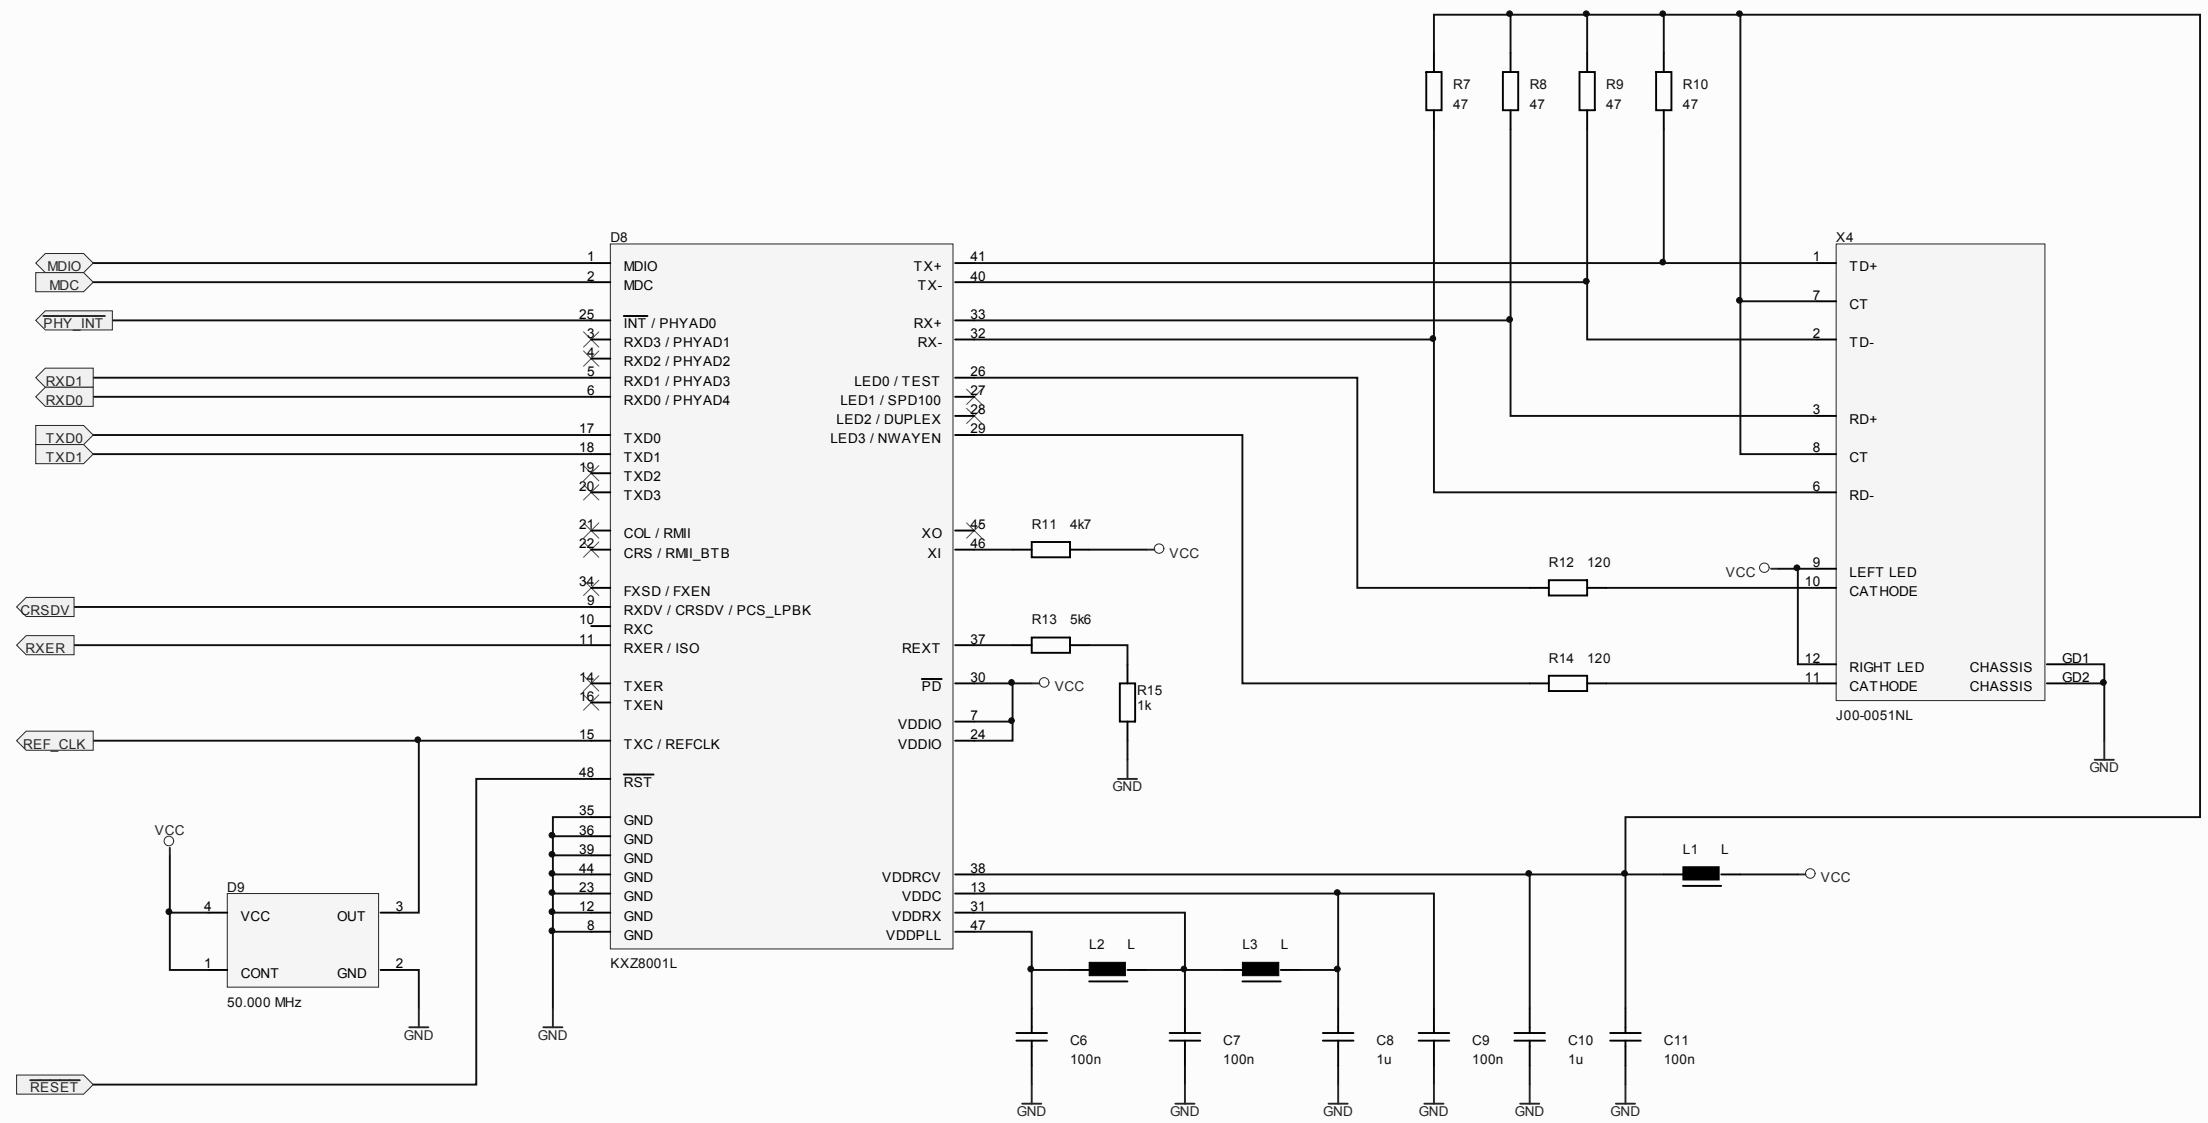 R7
47
R8
47
R9
47
R10
47
D8
X4
MDIO
MDC
PHY_INT
RXD1
RXD0
TXD0
TXD1
CRSDV
RXER
REF_CLK
RESET
1 MDIO
2 MDC
25 INT / PHYAD0
3 RXD3 / PHYAD1
4 RXD2 / PHYAD2
5 RXD1 / PHYAD3
6 RXD0 / PHYAD4
17 TXD0
18 TXD1
19 TXD2
20 TXD3
21 COL / RMII
22 CRS / RMII_BTB
34 FXSD / FXEN
9 RXDV / CRSDV / PCS_LPBK
10 RXC
11 RXER / ISO
14 TXER
16 TXEN
15 TXC / REFCLK
48 RST
35 GND
36 GND
39 GND
44 GND
23 GND
12 GND
8 GND
TX+ 41
TX- 40
RX+ 33
RX- 32
LED0 / TEST 26
LED1 / SPD100 27
LED2 / DUPLEX 28
LED3 / NWAYEN 29
XO 45
XI 46
REXT 37
PD 30
VDDIO 7
VDDIO 24
VDDRCV 38
VDDC 13
VDDRX 31
VDDPLL 47
KXZ8001L
R11 4k7
VCC
R13 5k6
VCC
R15
1k
GND
R12 120
R14 120
VCC
1 TD+
7 CT
2 TD-
3 RD+
8 CT
6 RD-
9 LEFT LED
10 CATHODE
12 RIGHT LED
11 CATHODE
CHASSIS GD1
CHASSIS GD2
J00-0051NL
GND
L1 L
VCC
VCC
D9
4 VCC
OUT 3
1 CONT
GND 2
50.000 MHz
GND
GND
L2 L
L3 L
C6
100n
C7
100n
C8
1u
C9
100n
C10
1u
C11
100n
GND
GND
GND
GND
GND
GND